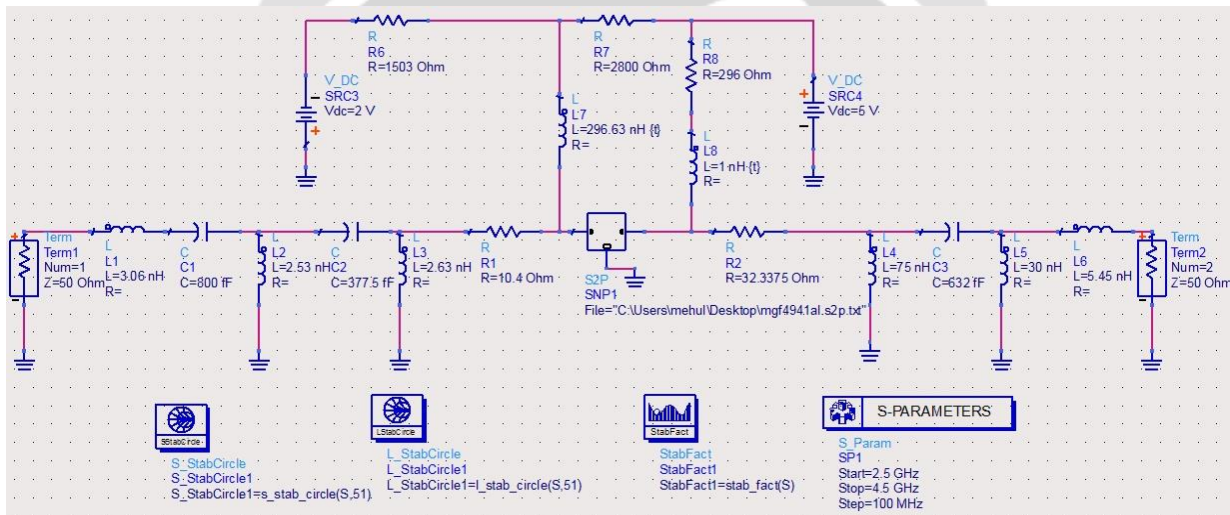 R
R6
R=1503 Ohm
R
R7
R=2800 Ohm
R
R8
R=296 Ohm
V_DC
SRC3
Vdc=2 V
V_DC
SRC4
Vdc=5 V
L
L7
L=296.63 nH {t}
R=
L
L8
L=1 nH {t}
R=
Term
Term1
Num=1
Z=50 Ohm
L
L1
L=3.06 nH
R=
C
C1
C=800 fF
L
L2
L=2.53 nH
R=
C
C2
C=377.5 fF
L
L3
L=2.63 nH
R=
R
R1
R=10.4 Ohm
S2P
SNP1
File="C:\Users\mehul\Desktop\mgf4941al.s2p.txt"
R
R2
R=32.3375 Ohm
L
L4
L=75 nH
R=
C
C3
C=632 fF
L
L5
L=30 nH
R=
L
L6
L=5.45 nH
R=
Term
Term2
Num=2
Z=50 Ohm
SStabCircle
S_StabCircle
S_StabCircle1
S_StabCircle1=s_stab_circle(S,51)
LStabCircle
L_StabCircle
L_StabCircle1
L_StabCircle1=l_stab_circle(S,51)
StabFact
StabFact
StabFact1
StabFact1=stab_fact(S)
S-PARAMETERS
S_Param
SP1
Start=2.5 GHz
Stop=4.5 GHz
Step=100 MHz